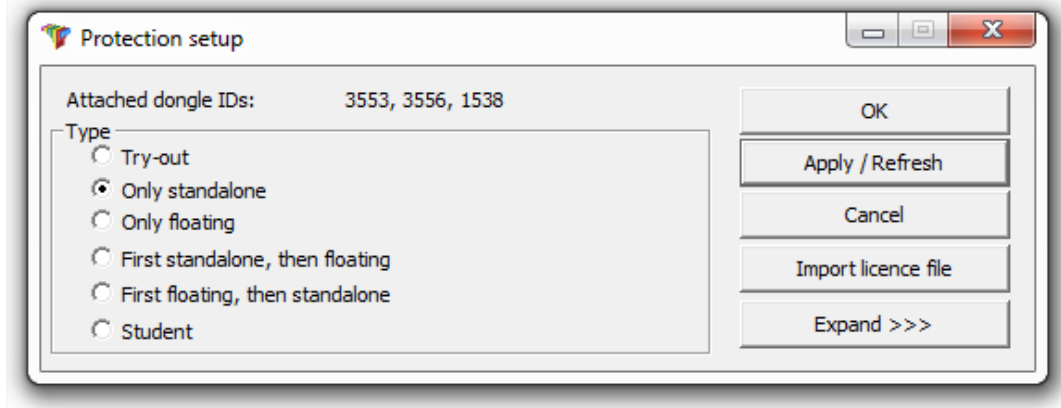 Protection setup
Attached dongle IDs: 3553, 3556, 1538
Type
Try-out
Only standalone
Only floating
First standalone, then floating
First floating, then standalone
Student
OK
Apply / Refresh
Cancel
Import licence file
Expand >>>